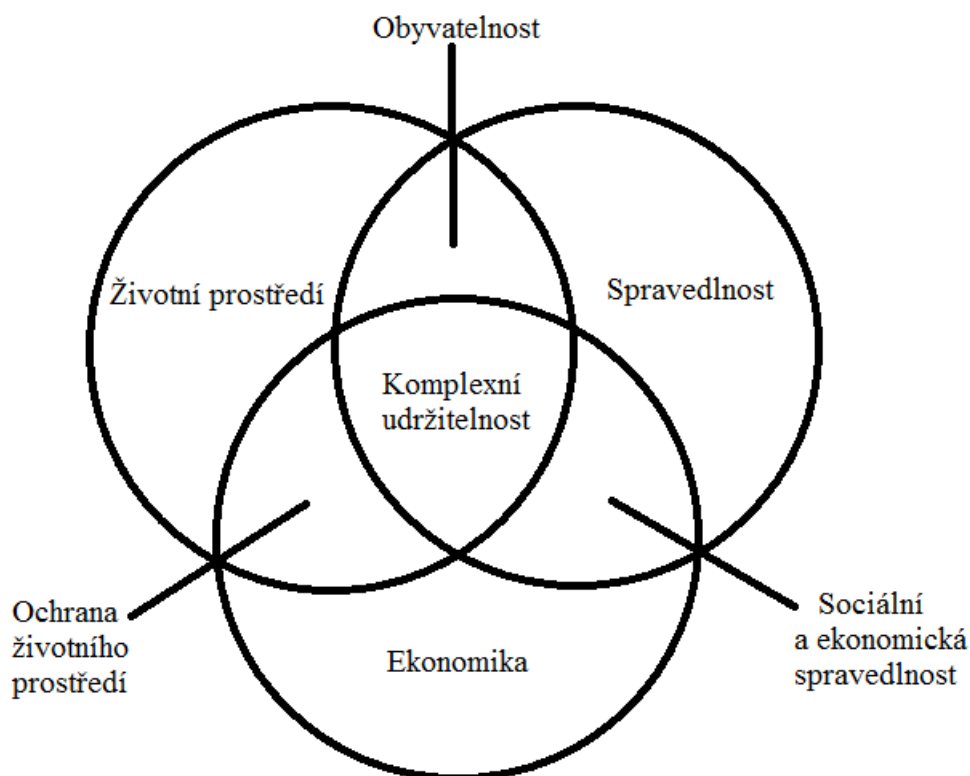 Obyvatelnost
Životní prostředí
Spravedlnost
Komplexní
udržitelnost
Ochrana
životního
prostředí
Ekonomika
Sociální
a ekonomická
spravedlnost